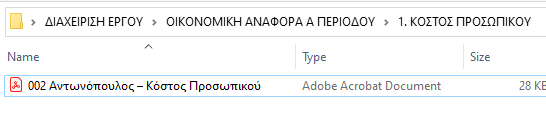 ΔΙΑΧΕΙΡΙΣΗ ΕΡΓΟΥ > ΟΙΚΟΝΟΜΙΚΗ ΑΝΑΦΟΡΑ Α ΠΕΡΙΟΔΟΥ > 1. ΚΟΣΤΟΣ ΠΡΟΣΩΠΙΚΟΥ
Name Type Size
002 Αντωνόπουλος – Κόστος Προσωπικού Adobe Acrobat Document 28 KB